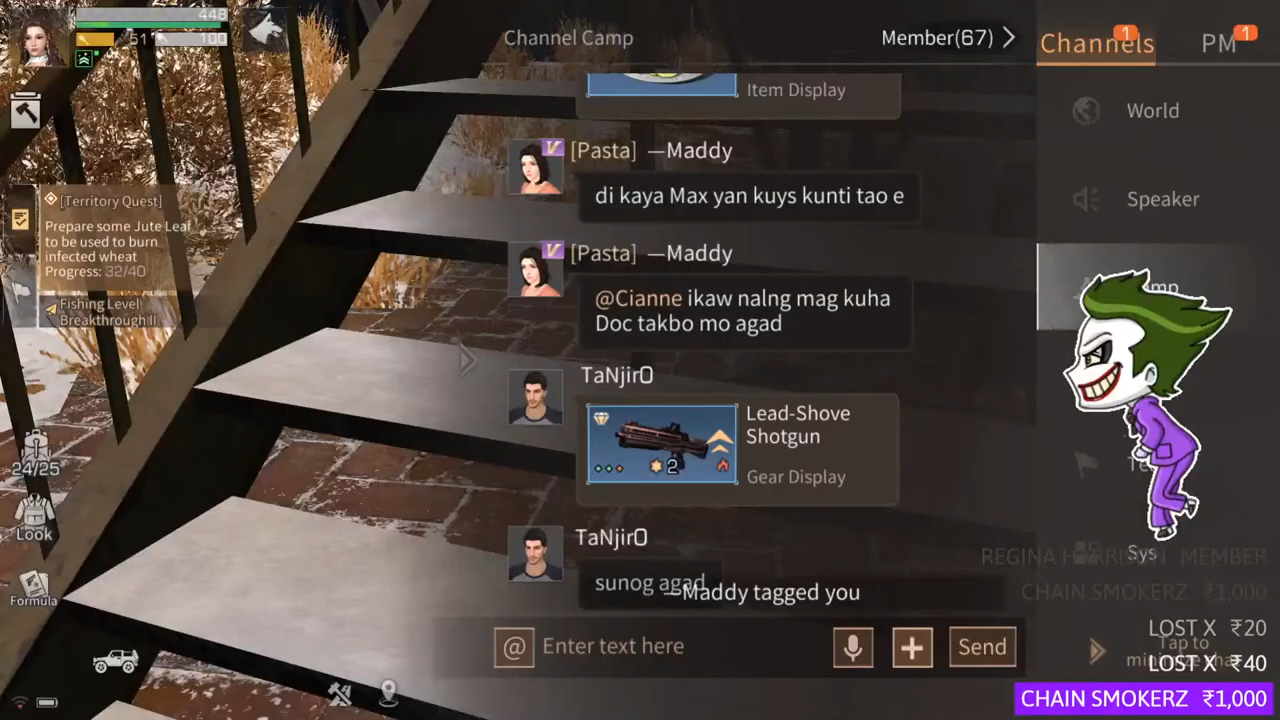 448
51
100
[Territory Quest]
Prepare some Jute Leaf
to be used to burn
infected wheat
Progress: 32/40
Fishing Level
Breakthrough II
24/25
Look
Formula
Channel Camp
Member(67)
Item Display
[Pasta] —Maddy
di kaya Max yan kuys kunti tao e
[Pasta] —Maddy
@Cianne ikaw nalng mag kuha
Doc takbo mo agad
TaNjirO
Lead-Shove
Shotgun
2
Gear Display
TaNjirO
sunog agad
—Maddy tagged you
@
Enter text here
Send
Channels
1
PM
1
World
Speaker
Sys
REGINA MEMBER
CHAIN SMOKERZ ₹1,000
LOST X ₹20
Tap to
LOST X ₹40
CHAIN SMOKERZ ₹1,000